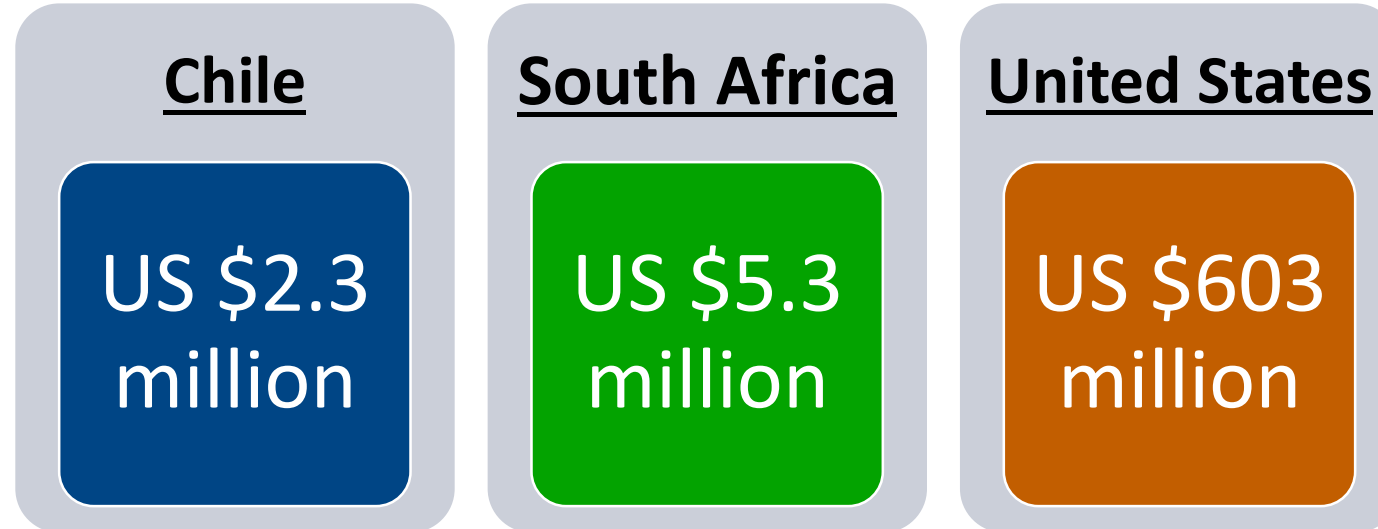 Chile
US $2.3
million
South Africa
US $5.3
million
United States
US $603
million